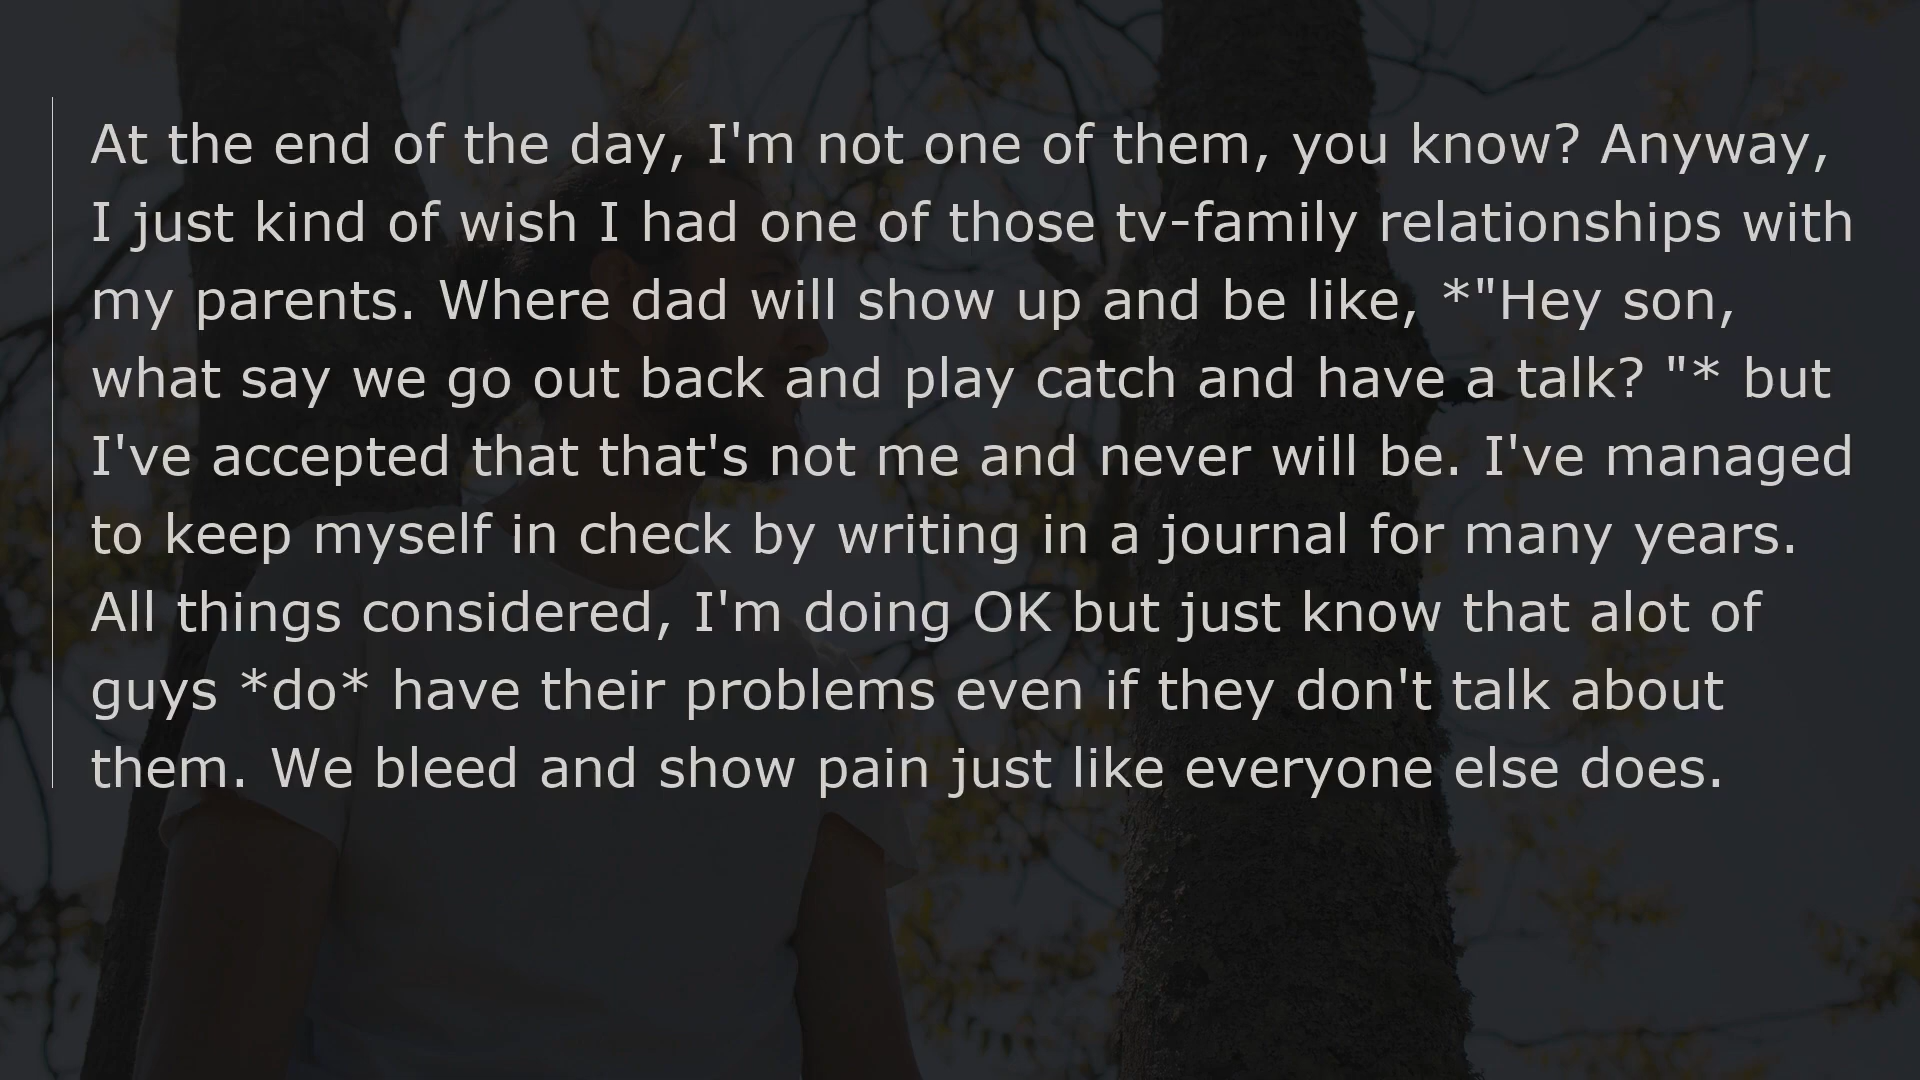 At the end of the day, I'm not one of them, you know? Anyway,
I just kind of wish I had one of those tv-family relationships with
my parents. Where dad will show up and be like, *"Hey son,
what say we go out back and play catch and have a talk? "* but
I've accepted that that's not me and never will be. I've managed
to keep myself in check by writing in a journal for many years.
All things considered, I'm doing OK but just know that alot of
guys *do* have their problems even if they don't talk about
them. We bleed and show pain just like everyone else does.